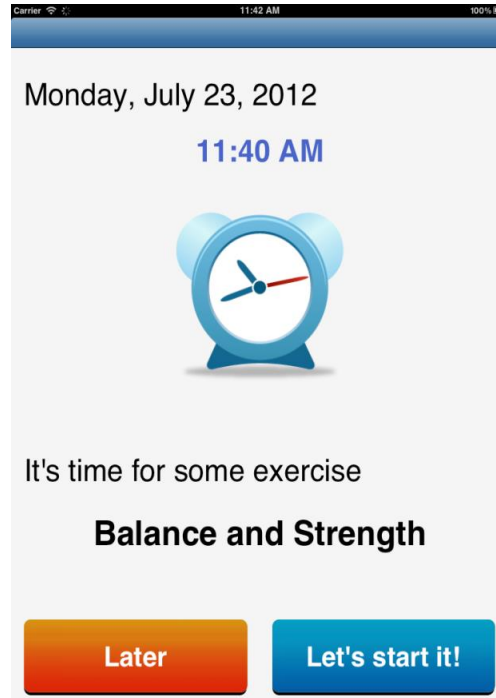 Carrier 11:42 AM 100%
Monday, July 23, 2012
11:40 AM
It's time for some exercise
Balance and Strength
Later Let's start it!